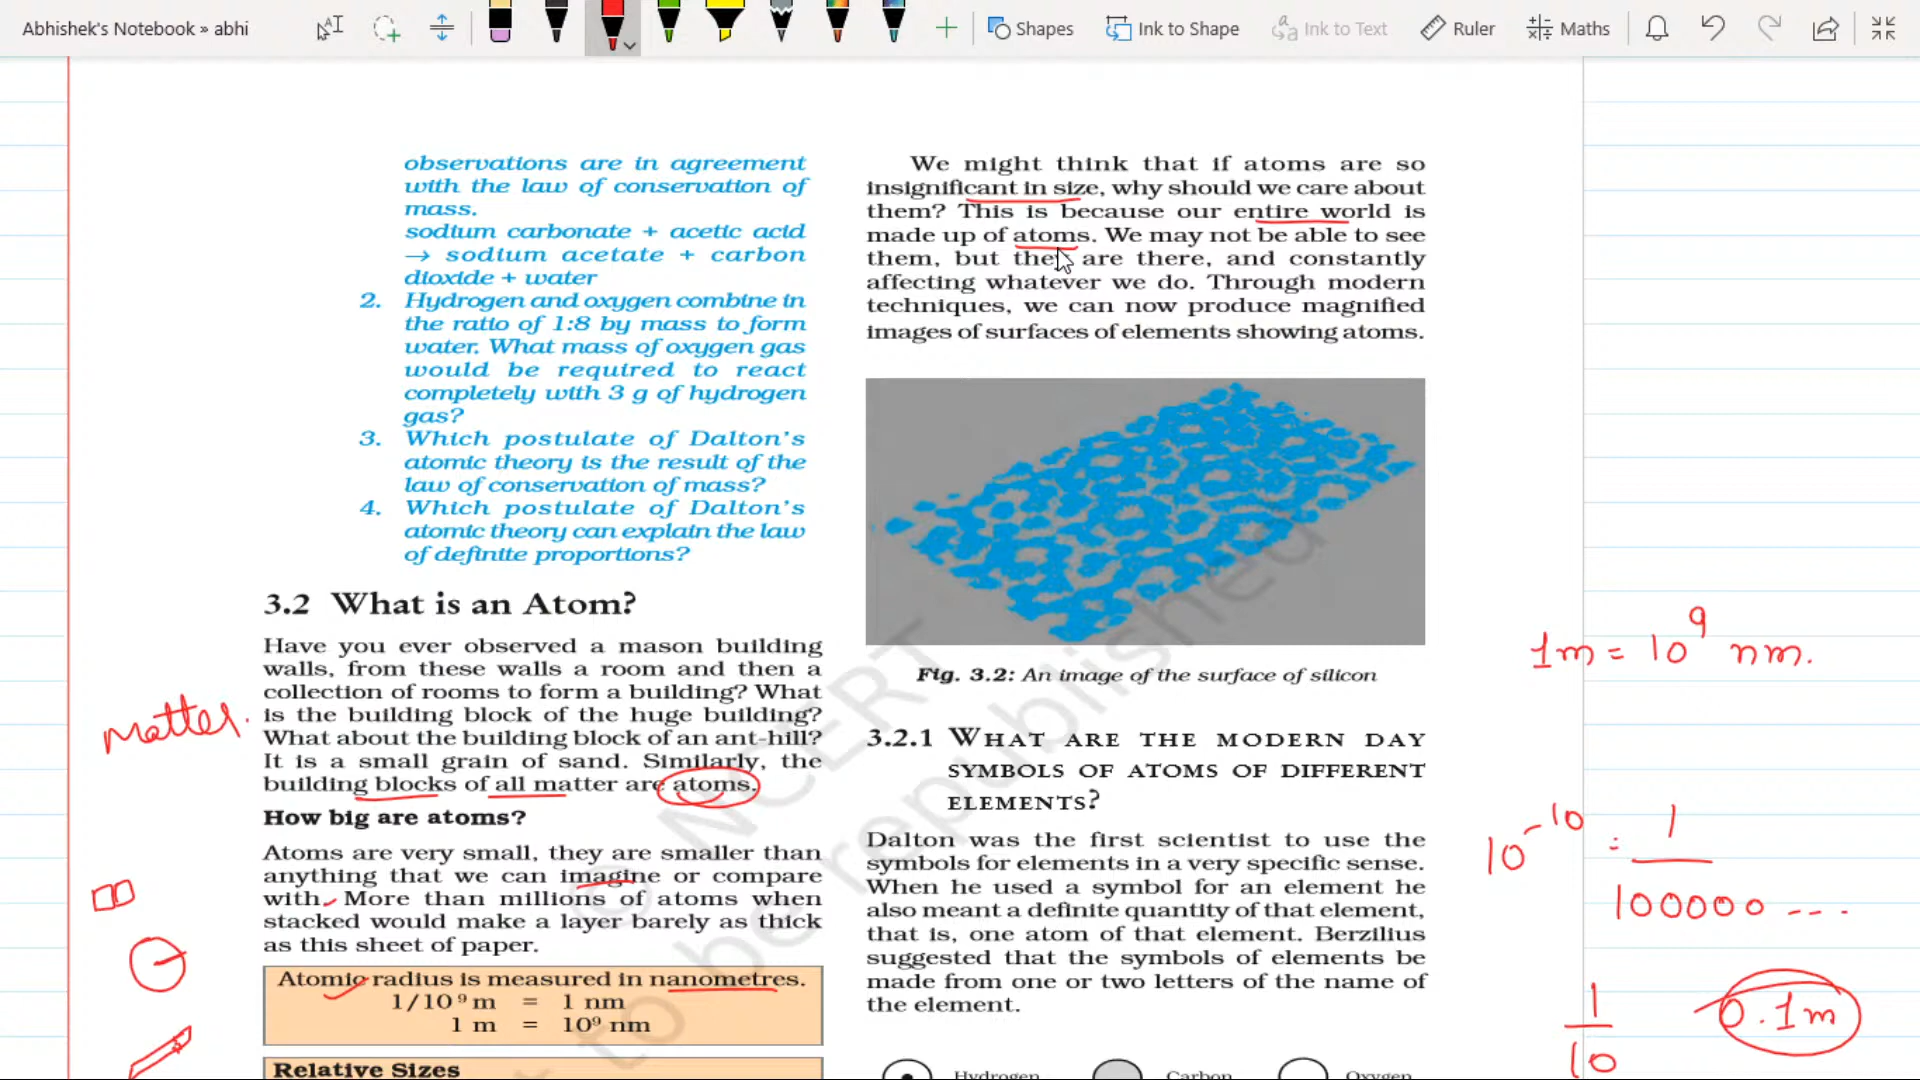 Abhishek's Notebook » abhi
Shapes
Ink to Shape
Ink to Text
Ruler
Maths
observations are in agreement
with the law of conservation of
mass.
sodium carbonate + acetic acid
→ sodium acetate + carbon
dioxide + water
2. Hydrogen and oxygen combine in
the ratio of 1:8 by mass to form
water. What mass of oxygen gas
would be required to react
completely with 3 g of hydrogen
gas?
3. Which postulate of Dalton's
atomic theory is the result of the
law of conservation of mass?
4. Which postulate of Dalton's
atomic theory can explain the law
of definite proportions?
3.2 What is an Atom?
Have you ever observed a mason building
walls, from these walls a room and then a
collection of rooms to form a building? What
is the building block of the huge building?
What about the building block of an ant-hill?
It is a small grain of sand. Similarly, the
building blocks of all matter are atoms.
matter.
How big are atoms?
Atoms are very small, they are smaller than
anything that we can imagine or compare
with. More than millions of atoms when
stacked would make a layer barely as thick
as this sheet of paper.
Atomic radius is measured in nanometres.
1/10⁹ m = 1 nm
1 m = 10⁹ nm
Relative Sizes
We might think that if atoms are so
insignificant in size, why should we care about
them? This is because our entire world is
made up of atoms. We may not be able to see
them, but they are there, and constantly
affecting whatever we do. Through modern
techniques, we can now produce magnified
images of surfaces of elements showing atoms.
Fig. 3.2: An image of the surface of silicon
3.2.1 WHAT ARE THE MODERN DAY
SYMBOLS OF ATOMS OF DIFFERENT
ELEMENTS?
Dalton was the first scientist to use the
symbols for elements in a very specific sense.
When he used a symbol for an element he
also meant a definite quantity of that element,
that is, one atom of that element. Berzilius
suggested that the symbols of elements be
made from one or two letters of the name of
the element.
Hydrogen
Carbon
Oxygen
© NCERT
to be republished
1m = 10⁹ nm.
10⁻¹⁰ = 1
100000 ----
1
10
0.1m